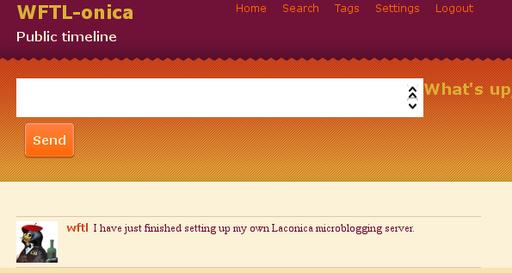 WFTL-onica
Home Search Tags Settings Logout
Public timeline
What's up
Send
wftl I have just finished setting up my own Laconica microblogging server.